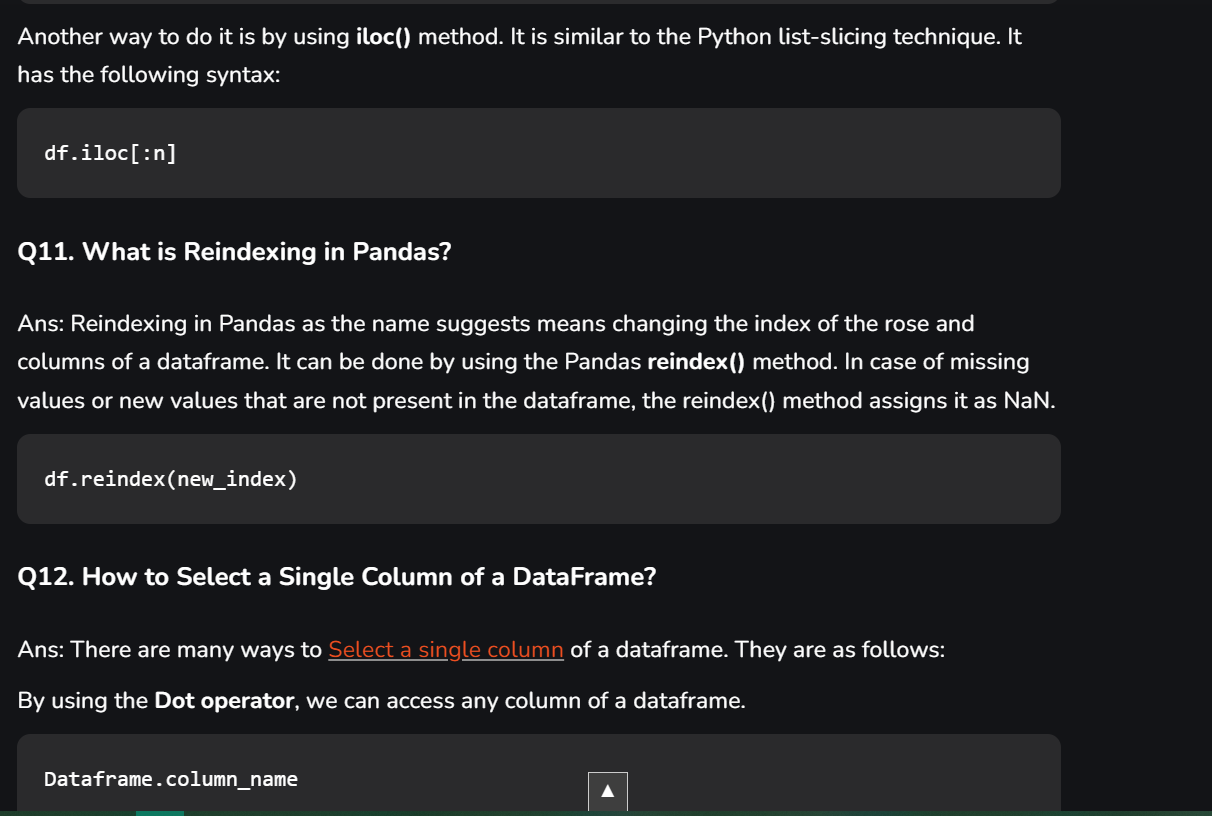 Another way to do it is by using iloc() method. It is similar to the Python list-slicing technique. It
has the following syntax:
df.iloc[:n]
Q11. What is Reindexing in Pandas?
Ans: Reindexing in Pandas as the name suggests means changing the index of the rose and
columns of a dataframe. It can be done by using the Pandas reindex() method. In case of missing
values or new values that are not present in the dataframe, the reindex() method assigns it as NaN.
df.reindex(new_index)
Q12. How to Select a Single Column of a DataFrame?
Ans: There are many ways to Select a single column of a dataframe. They are as follows:
By using the Dot operator, we can access any column of a dataframe.
Dataframe.column_name